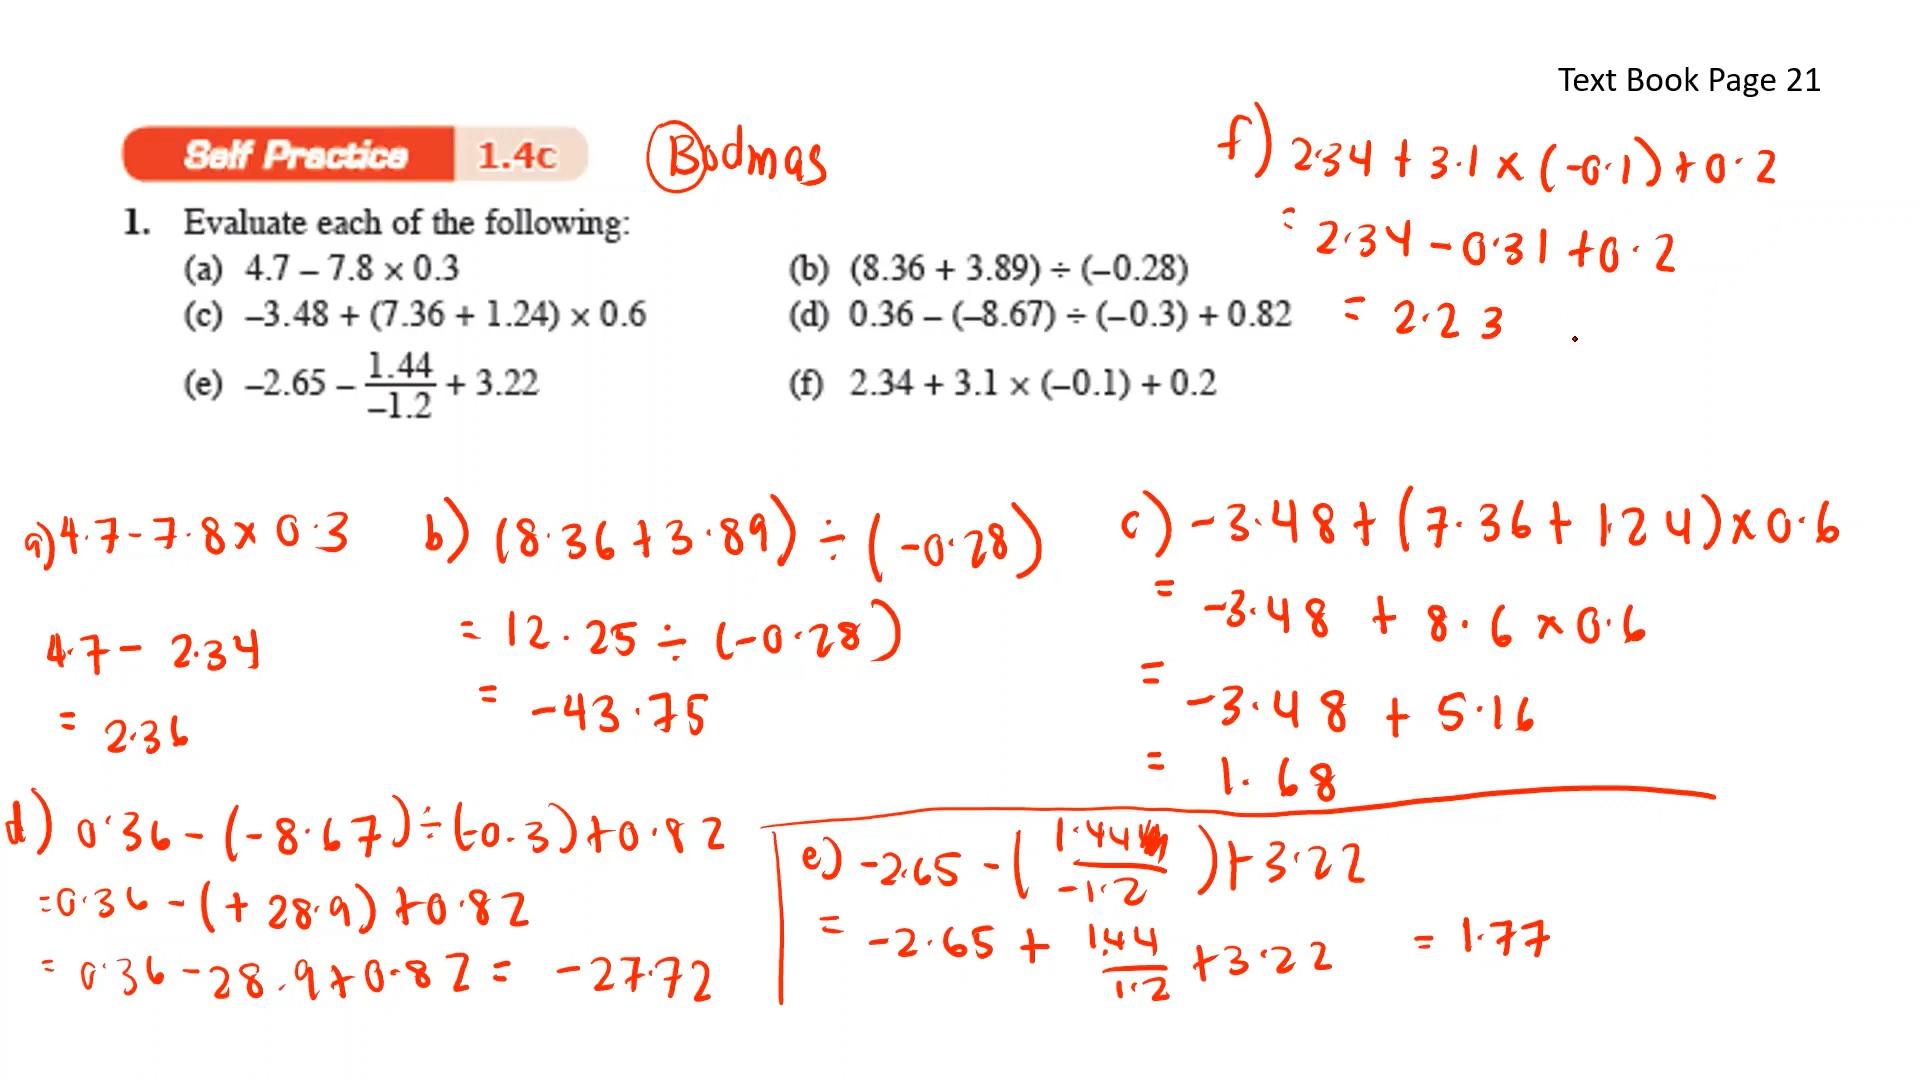 Text Book Page 21
Self Practice 1.4c
Bodmas
1. Evaluate each of the following:
(a) 4.7 – 7.8 × 0.3
(b) (8.36 + 3.89) ÷ (–0.28)
(c) –3.48 + (7.36 + 1.24) × 0.6
(d) 0.36 – (–8.67) ÷ (–0.3) + 0.82
(e) –2.65 – 1.44/–1.2 + 3.22
(f) 2.34 + 3.1 × (–0.1) + 0.2
f) 2.34 + 3.1 × (-0.1) + 0.2
= 2.34 - 0.31 + 0.2
= 2.23
a) 4.7 - 7.8 × 0.3
4.7 - 2.34
= 2.36
b) (8.36 + 3.89) ÷ (-0.28)
= 12.25 ÷ (-0.28)
= -43.75
c) -3.48 + (7.36 + 1.24) × 0.6
= -3.48 + 8.6 × 0.6
= -3.48 + 5.16
= 1.68
d) 0.36 - (-8.67) ÷ (-0.3) + 0.82
= 0.36 - (+28.9) + 0.82
= 0.36 - 28.9 + 0.82 = -27.72
e) -2.65 - (1.44/-1.2) + 3.22
= -2.65 + 1.44/1.2 + 3.22 = 1.77